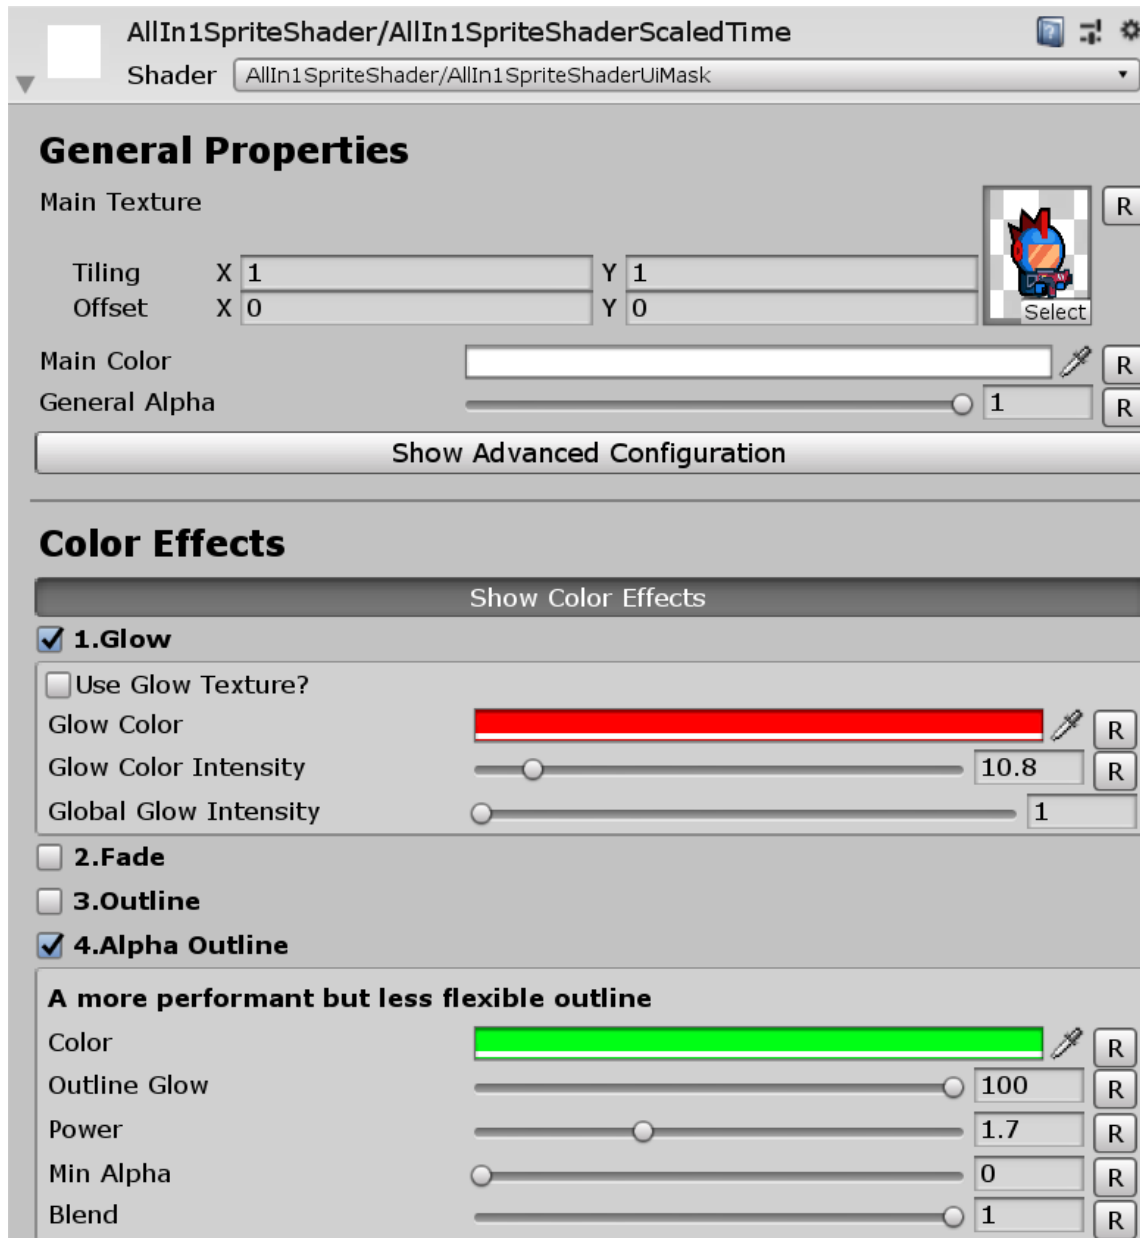 AllIn1SpriteShader/AllIn1SpriteShaderScaledTime
Shader AllIn1SpriteShader/AllIn1SpriteShaderUiMask
General Properties
Main Texture R
Tiling X 1 Y 1
Offset X 0 Y 0
Select
Main Color R
General Alpha 1 R
Show Advanced Configuration
Color Effects
Show Color Effects
1.Glow
Use Glow Texture?
Glow Color R
Glow Color Intensity 10.8 R
Global Glow Intensity 1
2.Fade
3.Outline
4.Alpha Outline
A more performant but less flexible outline
Color R
Outline Glow 100 R
Power 1.7 R
Min Alpha 0 R
Blend 1 R